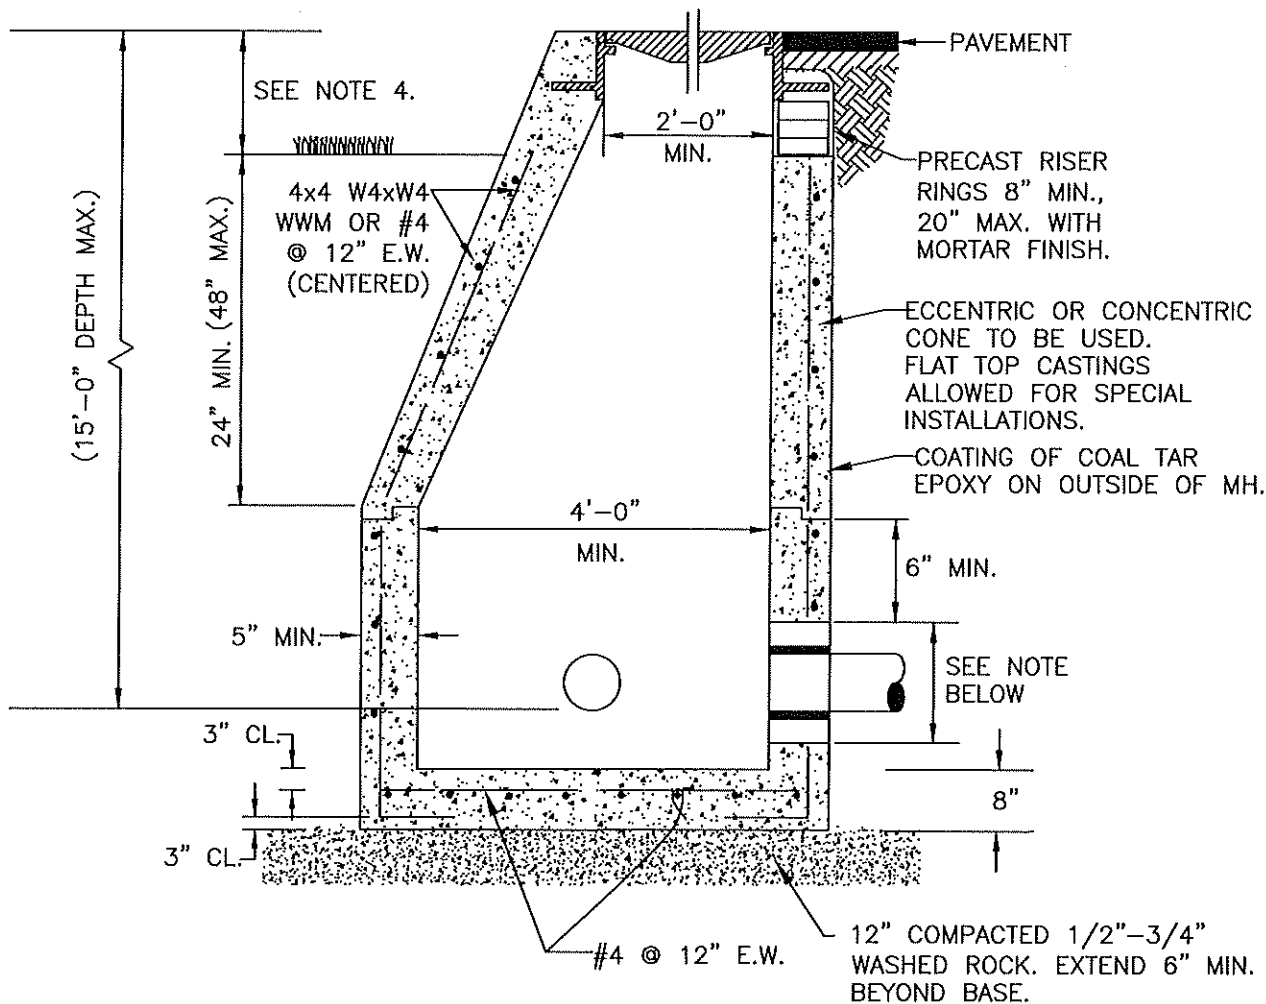 PAVEMENT
SEE NOTE 4.
2'-0"
MIN.
PRECAST RISER
RINGS 8" MIN.,
20" MAX. WITH
MORTAR FINISH.
4x4 W4xW4
WWM OR #4
@ 12" E.W.
(CENTERED)
(15'-0" DEPTH MAX.)
24" MIN. (48" MAX.)
ECCENTRIC OR CONCENTRIC
CONE TO BE USED.
FLAT TOP CASTINGS
ALLOWED FOR SPECIAL
INSTALLATIONS.
COATING OF COAL TAR
EPOXY ON OUTSIDE OF MH.
4'-0"
MIN.
6" MIN.
5" MIN.
SEE NOTE
BELOW
3" CL.
8"
3" CL.
#4 @ 12" E.W.
12" COMPACTED 1/2"-3/4"
WASHED ROCK. EXTEND 6" MIN.
BEYOND BASE.